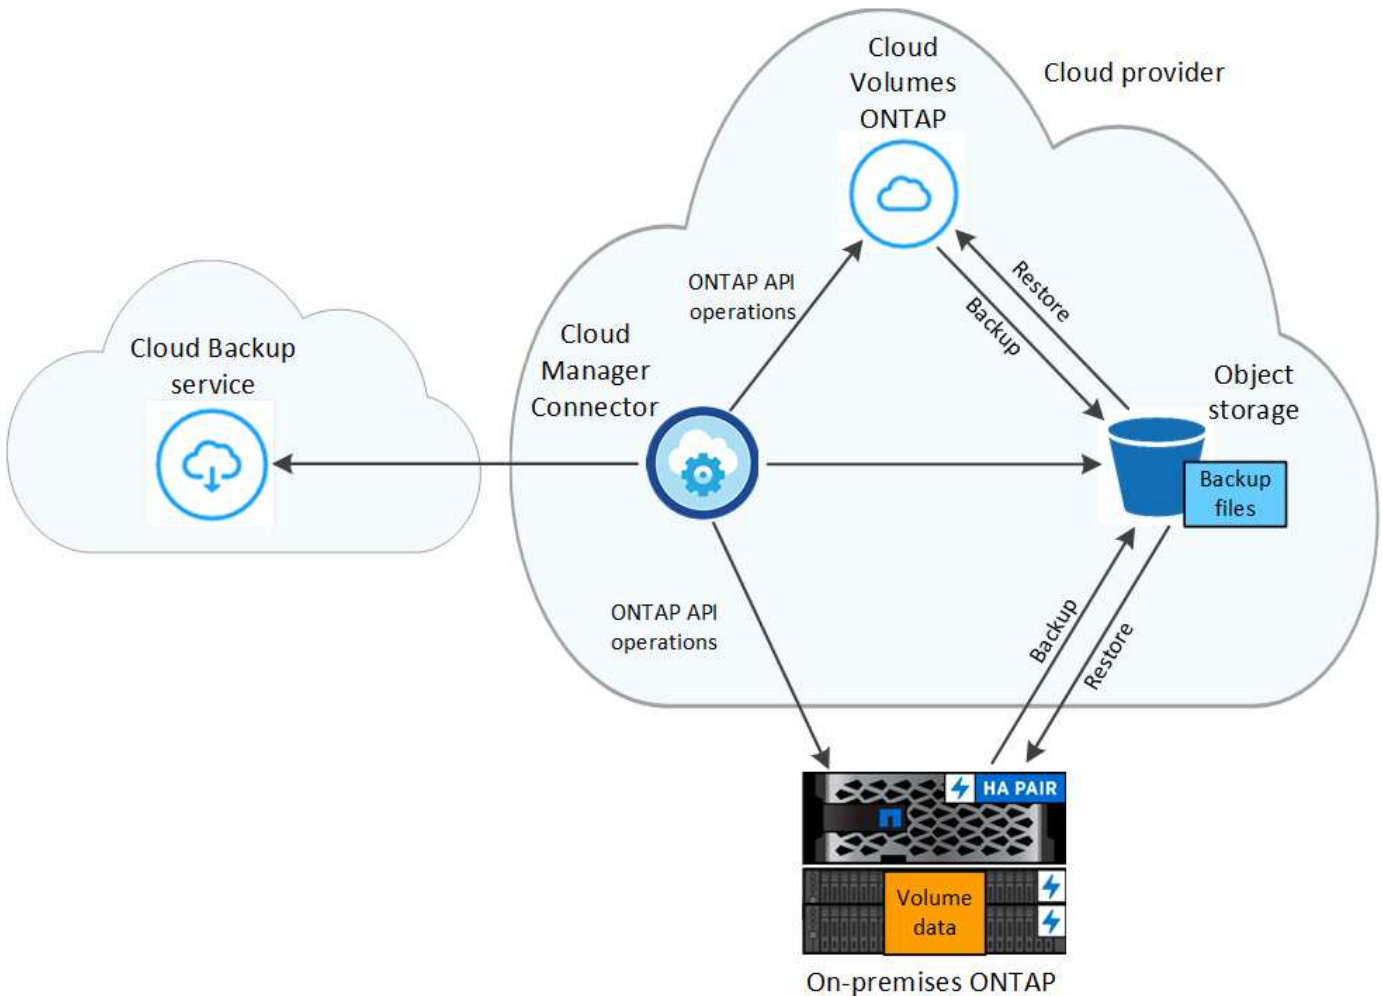 Cloud
Volumes
ONTAP
Cloud provider
ONTAP API
operations
Restore
Backup
Cloud Backup
service
Cloud
Manager
Connector
Object
storage
Backup
files
ONTAP API
operations
Backup
Restore
HA PAIR
Volume
data
On-premises ONTAP